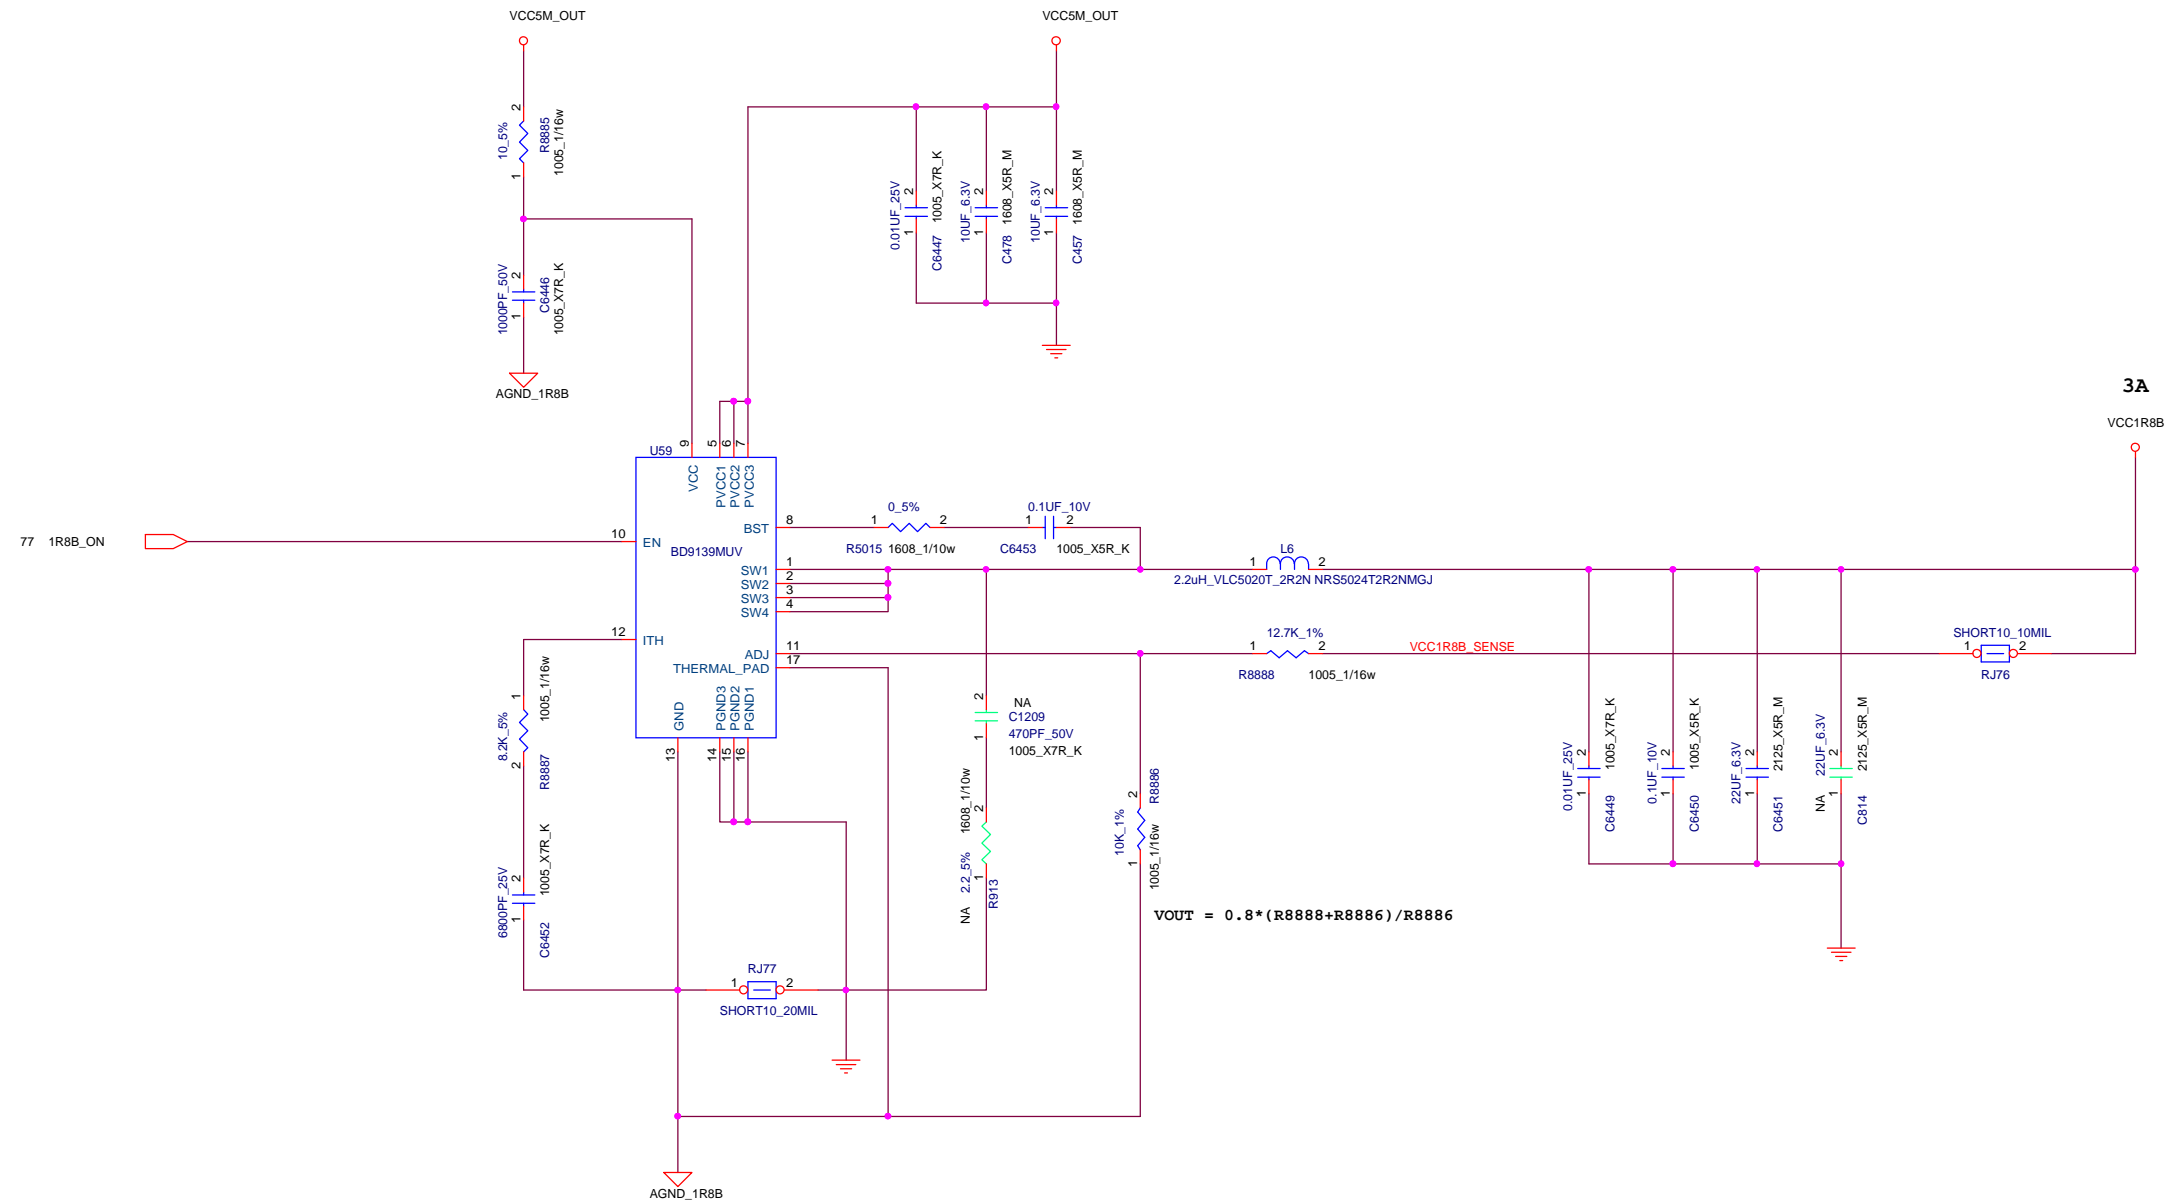 VCC5M_OUT
VCC5M_OUT
2
10_5%
R8885
1005_1/16w
1
2
1000PF_50V
C6446
1005_X7R_K
1
AGND_1R8B
0.01UF_25V
2
1
1005_X7R_K
C6447
10UF_6.3V
2
1
1608_X5R_M
C478
10UF_6.3V
2
1
1608_X5R_M
C457
3A
VCC1R8B
U59
9
5
6
7
VCC
PVCC1
PVCC2
PVCC3
77 1R8B_ON
10
EN
BD9139MUV
BST
8
SW1
1
SW2
2
SW3
3
SW4
4
12
ITH
ADJ
11
THERMAL_PAD
17
GND
PGND3
PGND2
PGND1
13
14
15
16
0_5%
1
2
R5015
1608_1/10w
0.1UF_10V
1
2
C6453
1005_X5R_K
L6
1
2
2.2uH_VLC5020T_2R2N NRS5024T2R2NMGJ
12.7K_1%
1
2
R8888
1005_1/16w
VCC1R8B_SENSE
SHORT10_10MIL
1
2
RJ76
1
8.2K_5%
1005_1/16w
2
R8887
6800PF_25V
2
1
1005_X7R_K
C6452
2
NA
C1209
470PF_50V
1
1005_X7R_K
1608_1/10w
2
NA 2.2_5%
1
R913
2
R8886
10K_1%
1
1005_1/16w
0.01UF_25V
2
1
1005_X7R_K
C6449
0.1UF_10V
2
1
1005_X5R_K
C6450
22UF_6.3V
2
1
2125_X5R_M
C6451
NA 22UF_6.3V
2
1
2125_X5R_M
C814
VOUT = 0.8*(R8888+R8886)/R8886
RJ77
1
2
SHORT10_20MIL
AGND_1R8B